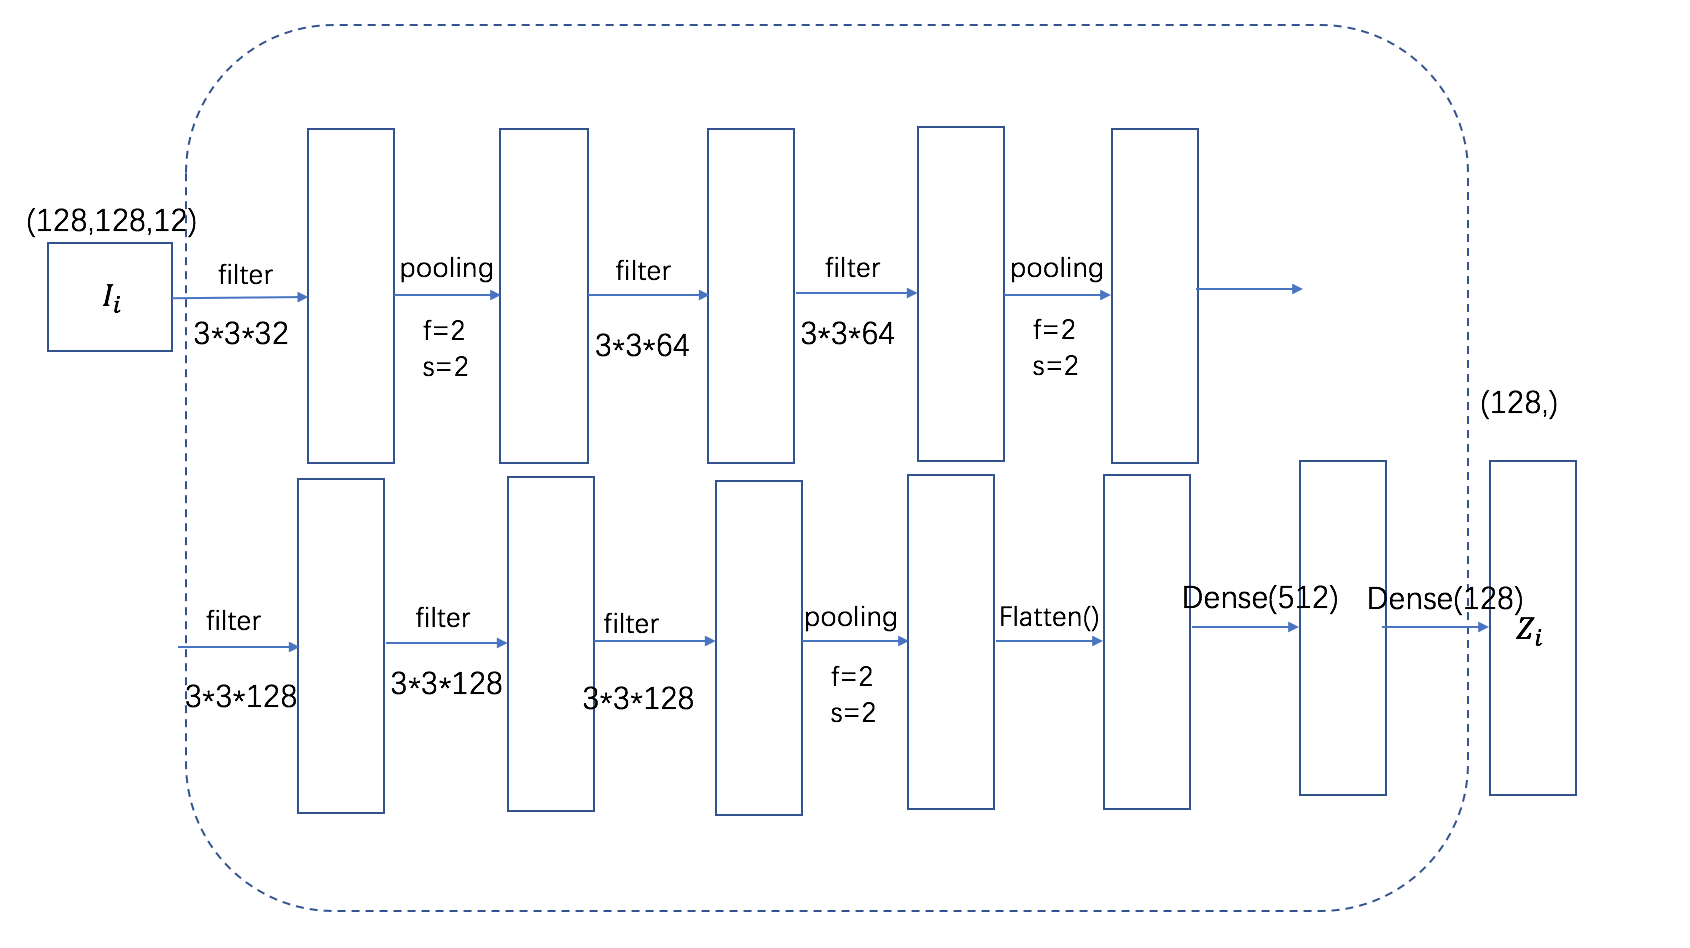 (128,128,12)
I_i
filter
3*3*32
pooling
f=2
s=2
filter
3*3*64
filter
3*3*64
pooling
f=2
s=2
(128,)
filter
3*3*128
filter
3*3*128
filter
3*3*128
pooling
f=2
s=2
Flatten()
Dense(512)
Dense(128)
Z_i